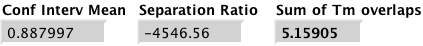 Conf Interv Mean Separation Ratio Sum of Tm overlaps
0.887997 -4546.56 5.15905